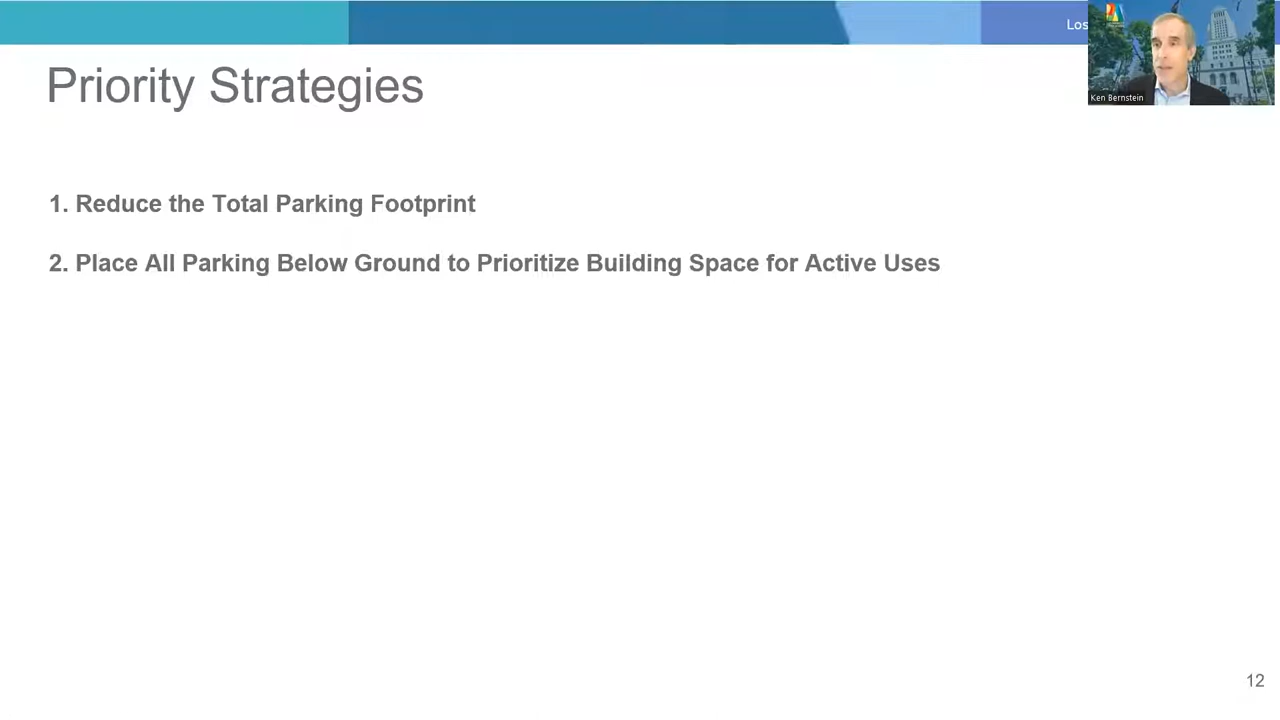 Los
Ken Bernstein
Priority Strategies
1. Reduce the Total Parking Footprint
2. Place All Parking Below Ground to Prioritize Building Space for Active Uses
12